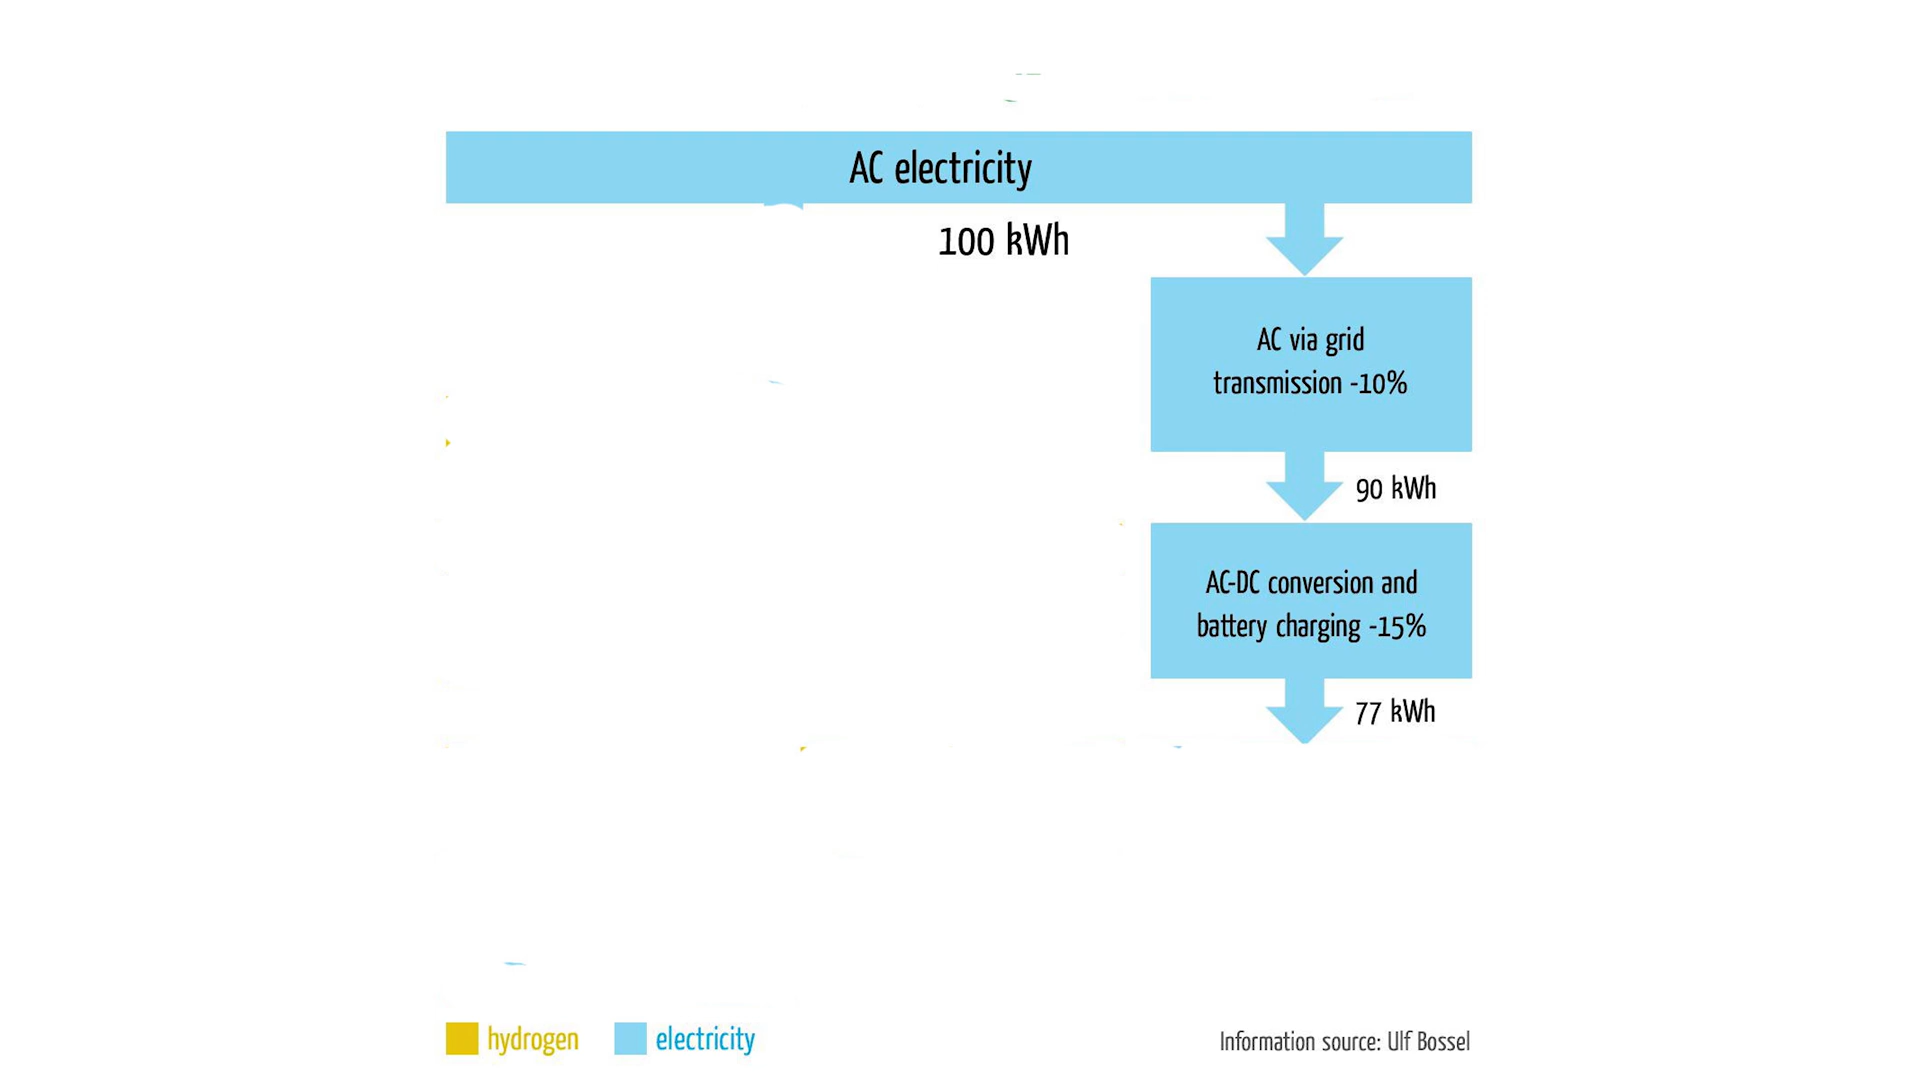 AC electricity
100 kWh
AC via grid
transmission -10%
90 kWh
AC-DC conversion and
battery charging -15%
77 kWh
hydrogen
electricity
Information source: Ulf Bossel